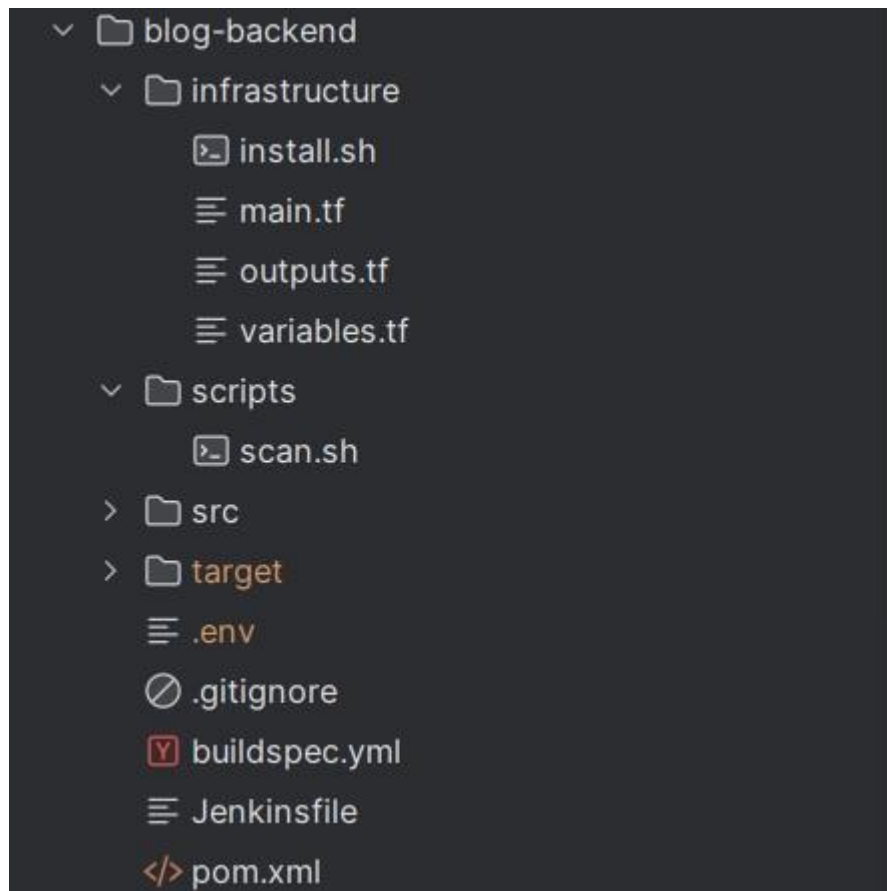 blog-backend
infrastructure
install.sh
main.tf
outputs.tf
variables.tf
scripts
scan.sh
src
target
.env
.gitignore
buildspec.yml
Jenkinsfile
pom.xml